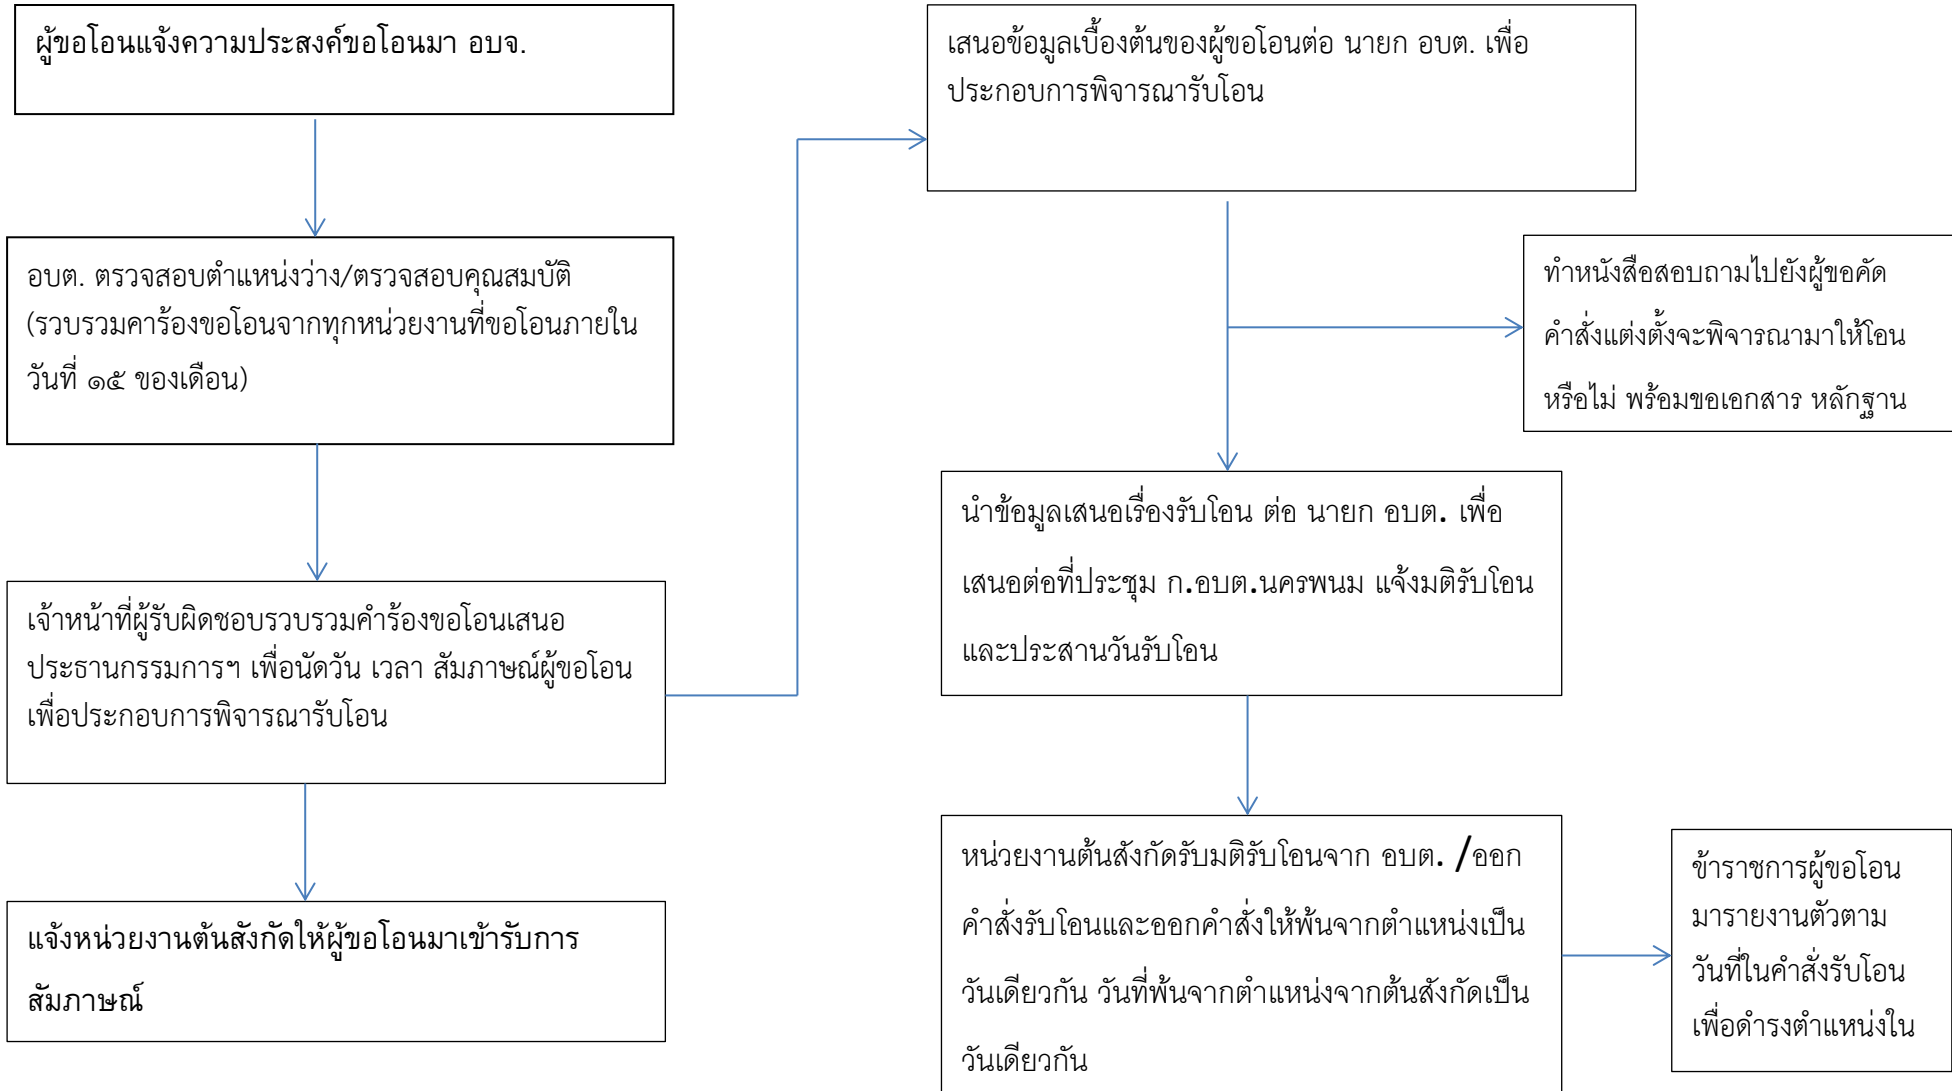 ผู้ขอโอนแจ้งความประสงค์ขอโอนมา อบจ.
อบต. ตรวจสอบตำแหน่งว่าง/ตรวจสอบคุณสมบัติ
(รวบรวมคาร้องขอโอนจากทุกหน่วยงานที่ขอโอนภายใน
วันที่ ๑๕ ของเดือน)
เจ้าหน้าที่ผู้รับผิดชอบรวบรวมคำร้องขอโอนเสนอ
ประธานกรรมการฯ เพื่อนัดวัน เวลา สัมภาษณ์ผู้ขอโอน
เพื่อประกอบการพิจารณารับโอน
แจ้งหน่วยงานต้นสังกัดให้ผู้ขอโอนมาเข้ารับการ
สัมภาษณ์
เสนอข้อมูลเบื้องต้นของผู้ขอโอนต่อ นายก อบต. เพื่อ
ประกอบการพิจารณารับโอน
ทำหนังสือสอบถามไปยังผู้ขอคัด
คำสั่งแต่งตั้งจะพิจารณามาให้โอน
หรือไม่ พร้อมขอเอกสาร หลักฐาน
นำข้อมูลเสนอเรื่องรับโอน ต่อ นายก อบต. เพื่อ
เสนอต่อที่ประชุม ก.อบต.นครพนม แจ้งมติรับโอน
และประสานวันรับโอน
หน่วยงานต้นสังกัดรับมติรับโอนจาก อบต. /ออก
คำสั่งรับโอนและออกคำสั่งให้พ้นจากตำแหน่งเป็น
วันเดียวกัน วันที่พ้นจากตำแหน่งจากต้นสังกัดเป็น
วันเดียวกัน
ข้าราชการผู้ขอโอน
มารายงานตัวตาม
วันที่ในคำสั่งรับโอน
เพื่อดำรงตำแหน่งใน